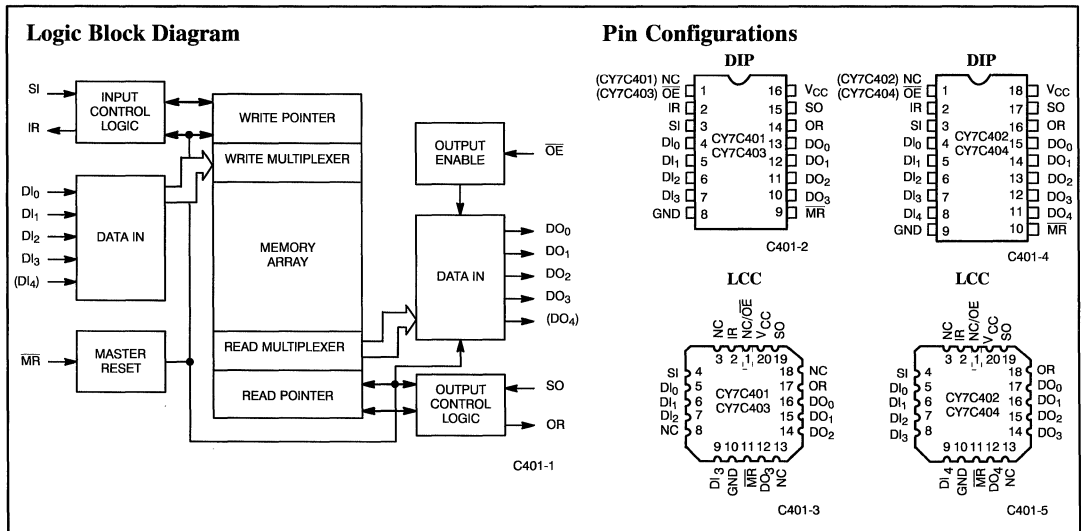 Logic Block Diagram
SI
IR
INPUT
CONTROL
LOGIC
WRITE POINTER
WRITE MULTIPLEXER
MEMORY
ARRAY
READ MULTIPLEXER
READ POINTER
DI0
DI1
DI2
DI3
(DI4)
DATA IN
M̅R̅
MASTER
RESET
OUTPUT
ENABLE
O̅E̅
DATA IN
DO0
DO1
DO2
DO3
(DO4)
OUTPUT
CONTROL
LOGIC
SO
OR
C401-1
Pin Configurations
DIP
(CY7C401) NC
(CY7C403) O̅E̅ 1
IR 2
SI 3
DI0 4
DI1 5
DI2 6
DI3 7
GND 8
CY7C401
CY7C403
16 VCC
15 SO
14 OR
13 DO0
12 DO1
11 DO2
10 DO3
9 M̅R̅
C401-2
DIP
(CY7C402) NC
(CY7C404) O̅E̅ 1
IR 2
SI 3
DI0 4
DI1 5
DI2 6
DI3 7
DI4 8
GND 9
CY7C402
CY7C404
18 VCC
17 SO
16 OR
15 DO0
14 DO1
13 DO2
12 DO3
11 DO4
10 M̅R̅
C401-4
LCC
NC IR NC/O̅E̅ VCC SO
3 2 1 20 19
SI 4
DI0 5
DI1 6
DI2 7
NC 8
CY7C401
CY7C403
18 NC
17 OR
16 DO0
15 DO1
14 DO2
9 10 11 12 13
DI3 GND M̅R̅ DO3 NC
C401-3
LCC
NC IR NC/OE VCC SO
3 2 1 20 19
SI 4
DI0 5
DI1 6
DI2 7
DI3 8
CY7C402
CY7C404
18 OR
17 DO0
16 DO1
15 DO2
14 DO3
9 10 11 12 13
DI4 GND M̅R̅ DO4 NC
C401-5